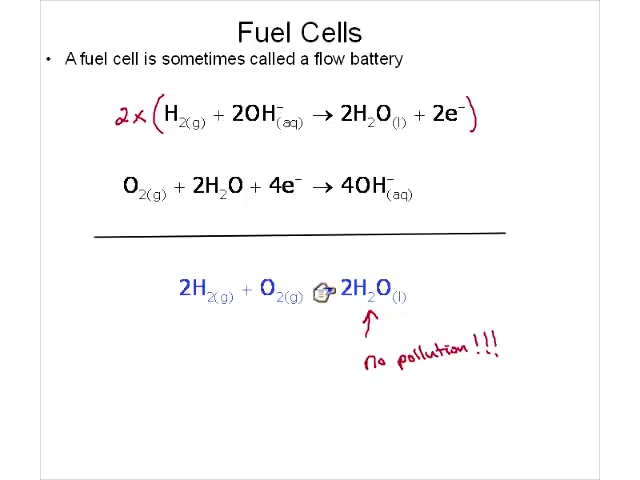 Fuel Cells
• A fuel cell is sometimes called a flow battery
2x (H₂(g) + 2OH⁻(aq) → 2H₂O(l) + 2e⁻)
O₂(g) + 2H₂O + 4e⁻ → 4OH⁻(aq)
2H₂(g) + O₂(g) → 2H₂O(l)
no pollution!!!